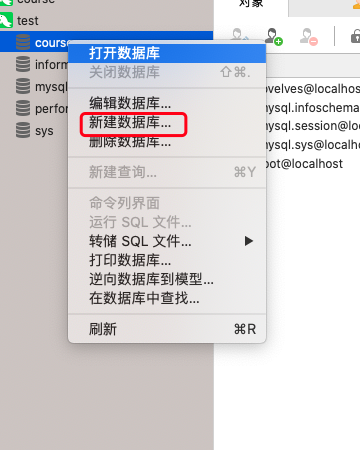 course
对象
test
course
打开数据库
关闭数据库 ⇧⌘.
编辑数据库...
新建数据库...
删除数据库...
新建查询... ⌘Y
命令列界面
运行 SQL 文件...
转储 SQL 文件... ▶
打印数据库...
逆向数据库到模型...
在数据库中查找...
刷新 ⌘R
inform
mysql
perfor
sys
ovelves@localhos
mysql.infoschema
mysql.session@lo
mysql.sys@localho
oot@localhost